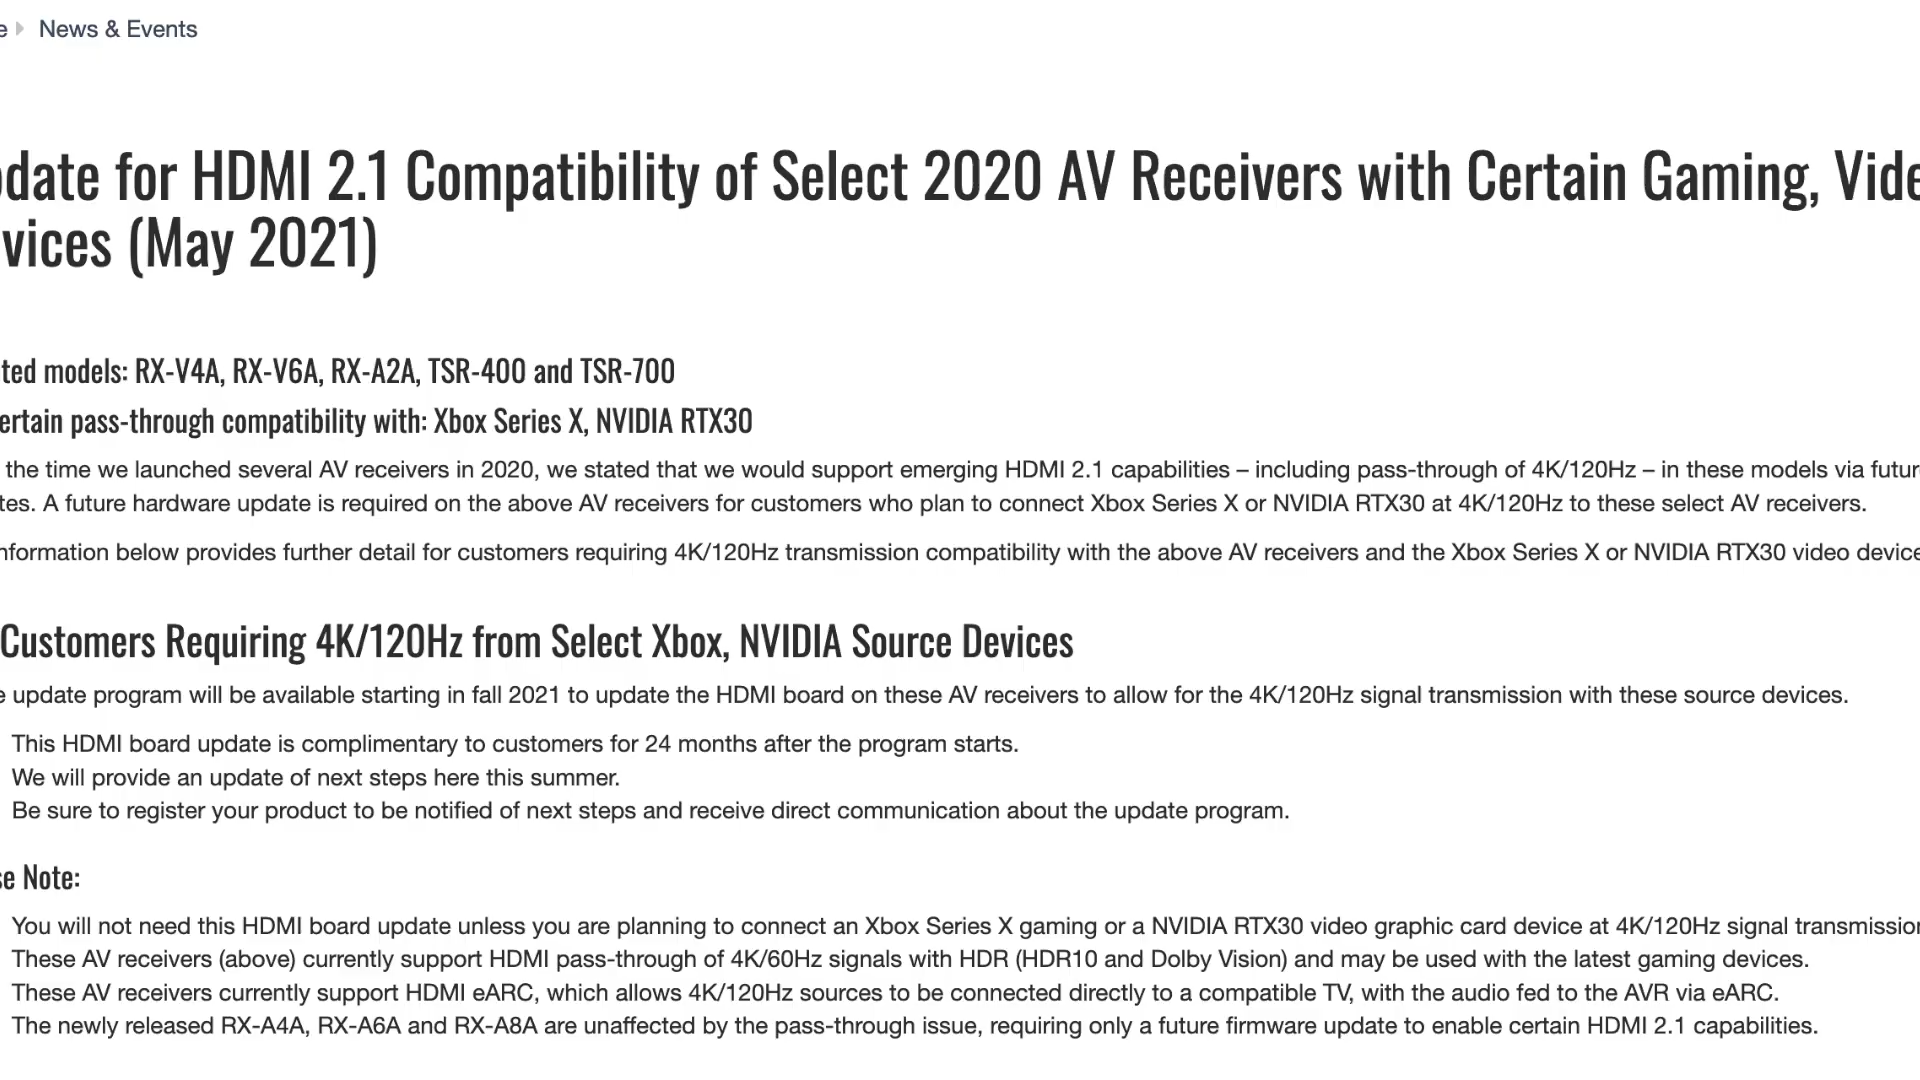 e News & Events
date for HDMI 2.1 Compatibility of Select 2020 AV Receivers with Certain Gaming, Vide
vices (May 2021)
ted models: RX-V4A, RX-V6A, RX-A2A, TSR-400 and TSR-700
ertain pass-through compatibility with: Xbox Series X, NVIDIA RTX30
the time we launched several AV receivers in 2020, we stated that we would support emerging HDMI 2.1 capabilities – including pass-through of 4K/120Hz – in these models via futur
tes. A future hardware update is required on the above AV receivers for customers who plan to connect Xbox Series X or NVIDIA RTX30 at 4K/120Hz to these select AV receivers.
nformation below provides further detail for customers requiring 4K/120Hz transmission compatibility with the above AV receivers and the Xbox Series X or NVIDIA RTX30 video device
Customers Requiring 4K/120Hz from Select Xbox, NVIDIA Source Devices
e update program will be available starting in fall 2021 to update the HDMI board on these AV receivers to allow for the 4K/120Hz signal transmission with these source devices.
This HDMI board update is complimentary to customers for 24 months after the program starts.
We will provide an update of next steps here this summer.
Be sure to register your product to be notified of next steps and receive direct communication about the update program.
se Note:
You will not need this HDMI board update unless you are planning to connect an Xbox Series X gaming or a NVIDIA RTX30 video graphic card device at 4K/120Hz signal transmission
These AV receivers (above) currently support HDMI pass-through of 4K/60Hz signals with HDR (HDR10 and Dolby Vision) and may be used with the latest gaming devices.
These AV receivers currently support HDMI eARC, which allows 4K/120Hz sources to be connected directly to a compatible TV, with the audio fed to the AVR via eARC.
The newly released RX-A4A, RX-A6A and RX-A8A are unaffected by the pass-through issue, requiring only a future firmware update to enable certain HDMI 2.1 capabilities.